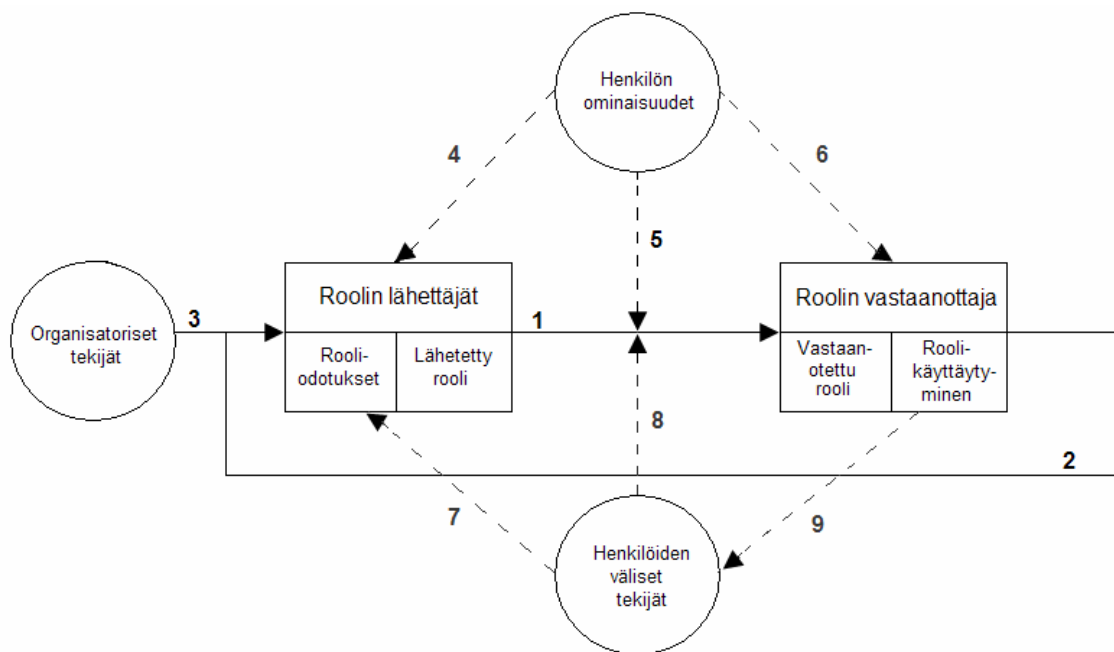 Henkilön
ominaisuudet
4
6
5
Roolin lähettäjät
Roolin vastaanottaja
Organisatoriset
tekijät
3
1
Rooli-
odotukset
Lähetetty
rooli
Vastaan-
otettu
rooli
Rooli-
käyttäyty-
minen
8
2
7
9
Henkilöiden
väliset
tekijät